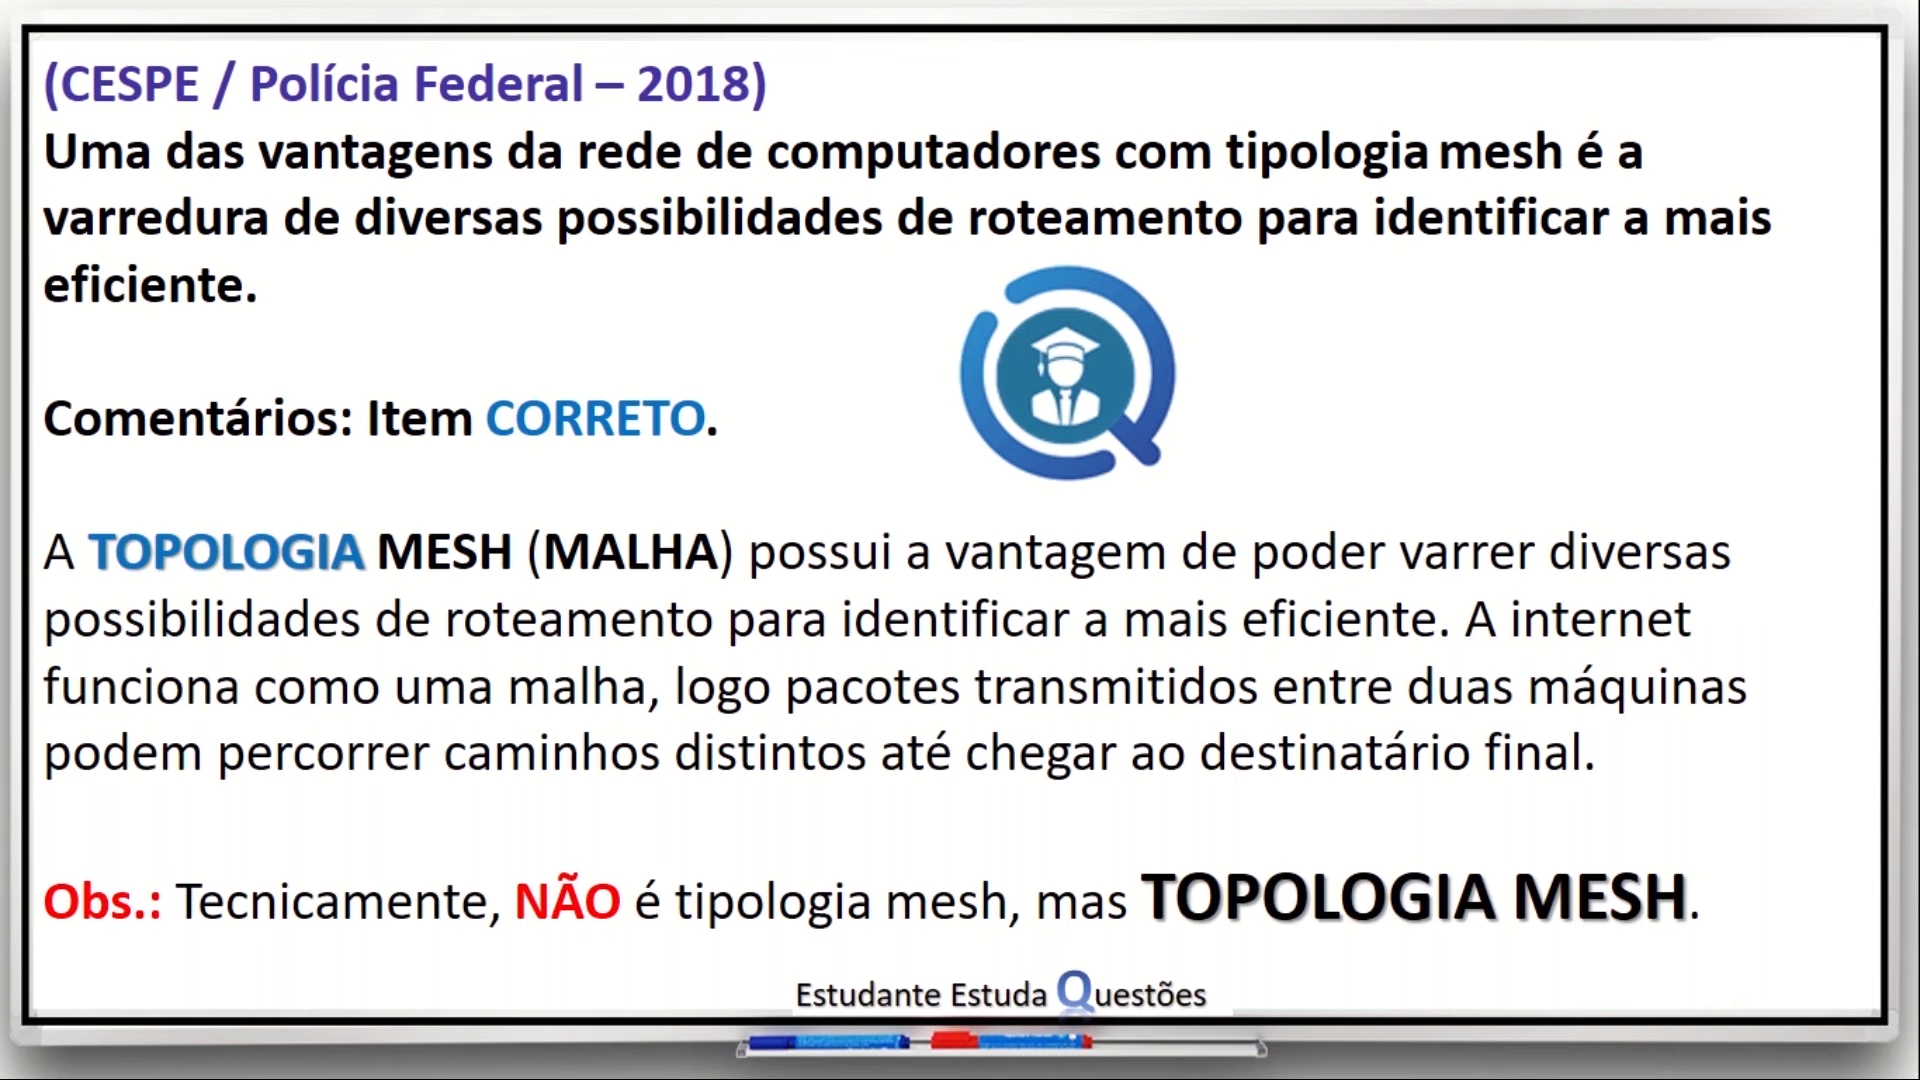 (CESPE / Polícia Federal – 2018)
Uma das vantagens da rede de computadores com tipologia mesh é a
varredura de diversas possibilidades de roteamento para identificar a mais
eficiente.
Comentários: Item CORRETO.
A TOPOLOGIA MESH (MALHA) possui a vantagem de poder varrer diversas
possibilidades de roteamento para identificar a mais eficiente. A internet
funciona como uma malha, logo pacotes transmitidos entre duas máquinas
podem percorrer caminhos distintos até chegar ao destinatário final.
Obs.: Tecnicamente, NÃO é tipologia mesh, mas TOPOLOGIA MESH.
Estudante Estuda Questões